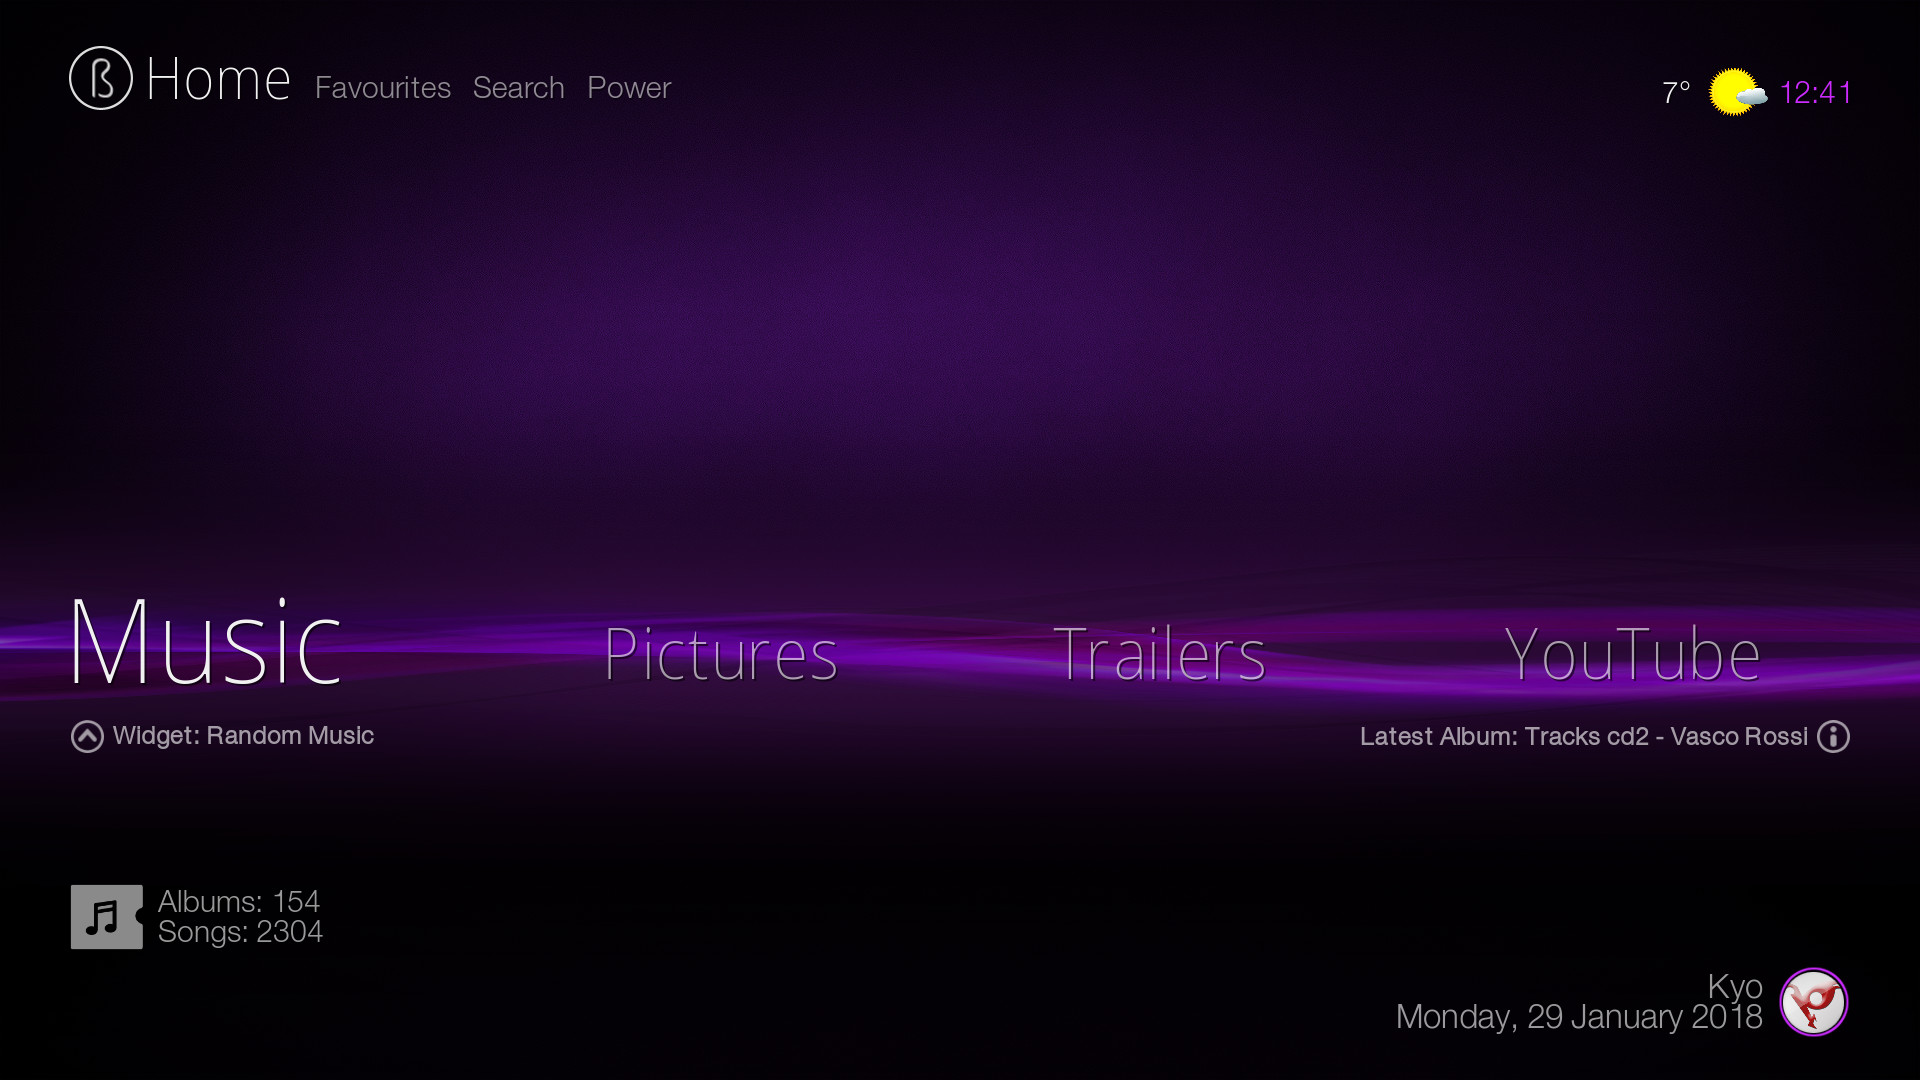 ß Home Favourites Search Power
7° 12:41
Music Pictures Trailers YouTube
Widget: Random Music
Latest Album: Tracks cd2 - Vasco Rossi
Albums: 154
Songs: 2304
Kyo
Monday, 29 January 2018